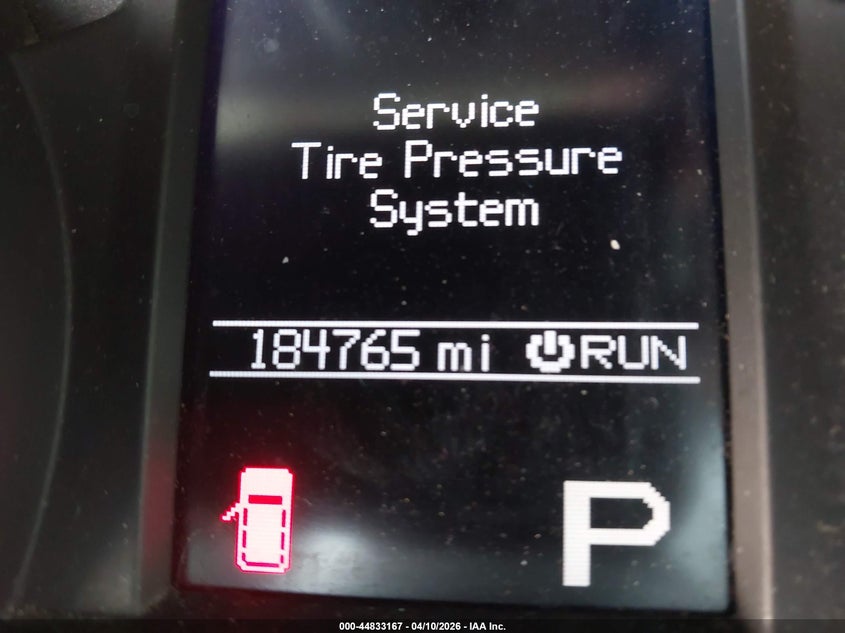 Service
Tire Pressure
System
184765 mi RUN
P
000-44833167 - 04/10/2026 - IAA Inc.